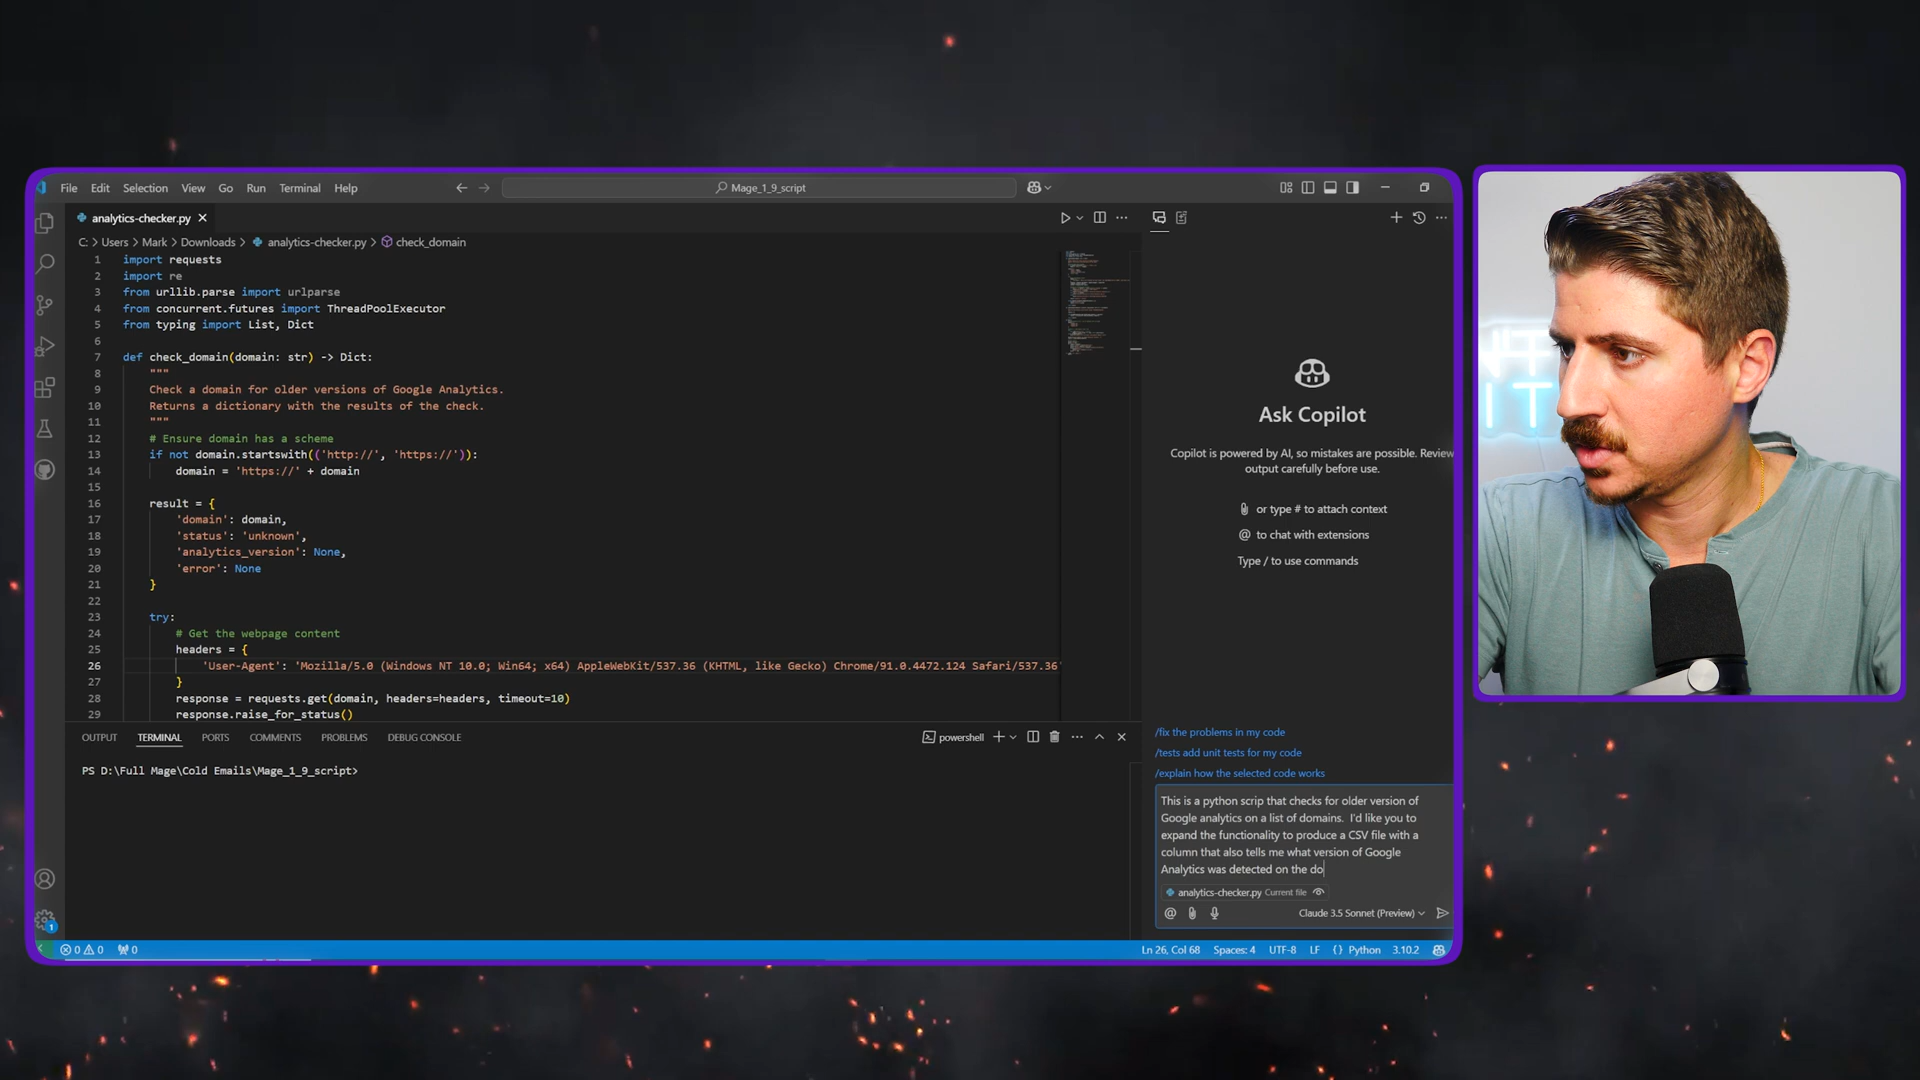 File Edit Selection View Go Run Terminal Help
Mage_1_9_script
analytics-checker.py
C: > Users > Mark > Downloads > analytics-checker.py > check_domain
1 import requests
2 import re
3 from urllib.parse import urlparse
4 from concurrent.futures import ThreadPoolExecutor
5 from typing import List, Dict
6
7 def check_domain(domain: str) -> Dict:
8 """
9 Check a domain for older versions of Google Analytics.
10 Returns a dictionary with the results of the check.
11 """
12 # Ensure domain has a scheme
13 if not domain.startswith(('http://', 'https://')):
14 domain = 'https://' + domain
15
16 result = {
17 'domain': domain,
18 'status': 'unknown',
19 'analytics_version': None,
20 'error': None
21 }
22
23 try:
24 # Get the webpage content
25 headers = {
26 'User-Agent': 'Mozilla/5.0 (Windows NT 10.0; Win64; x64) AppleWebKit/537.36 (KHTML, like Gecko) Chrome/91.0.4472.124 Safari/537.36'
27 }
28 response = requests.get(domain, headers=headers, timeout=10)
29 response.raise_for_status()
OUTPUT TERMINAL PORTS COMMENTS PROBLEMS DEBUG CONSOLE
powershell
PS D:\Full Mage\Cold Emails\Mage_1_9_script>
Ask Copilot
Copilot is powered by AI, so mistakes are possible. Review
output carefully before use.
or type # to attach context
@ to chat with extensions
Type / to use commands
/fix the problems in my code
/tests add unit tests for my code
/explain how the selected code works
This is a python scrip that checks for older version of
Google analytics on a list of domains. I'd like you to
expand the functionality to produce a CSV file with a
column that also tells me what version of Google
Analytics was detected on the do
analytics-checker.py Current file
@ Claude 3.5 Sonnet (Preview)
1
0 0 0
Ln 26, Col 68 Spaces: 4 UTF-8 LF {} Python 3.10.2